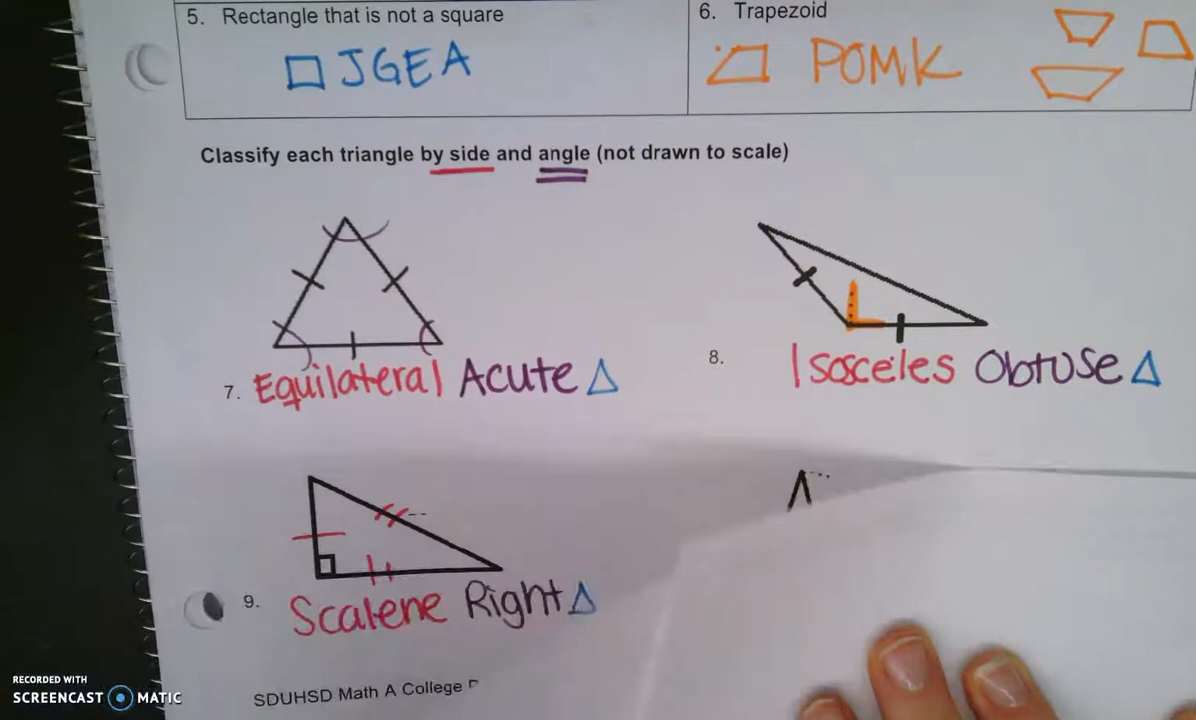 5. Rectangle that is not a square
JGEA
6. Trapezoid
POMK
Classify each triangle by side and angle (not drawn to scale)
7. Equilateral Acute
8. Isosceles Obtuse
9. Scalene Right
SDUHSD Math A College
RECORDED WITH
SCREENCAST MATIC